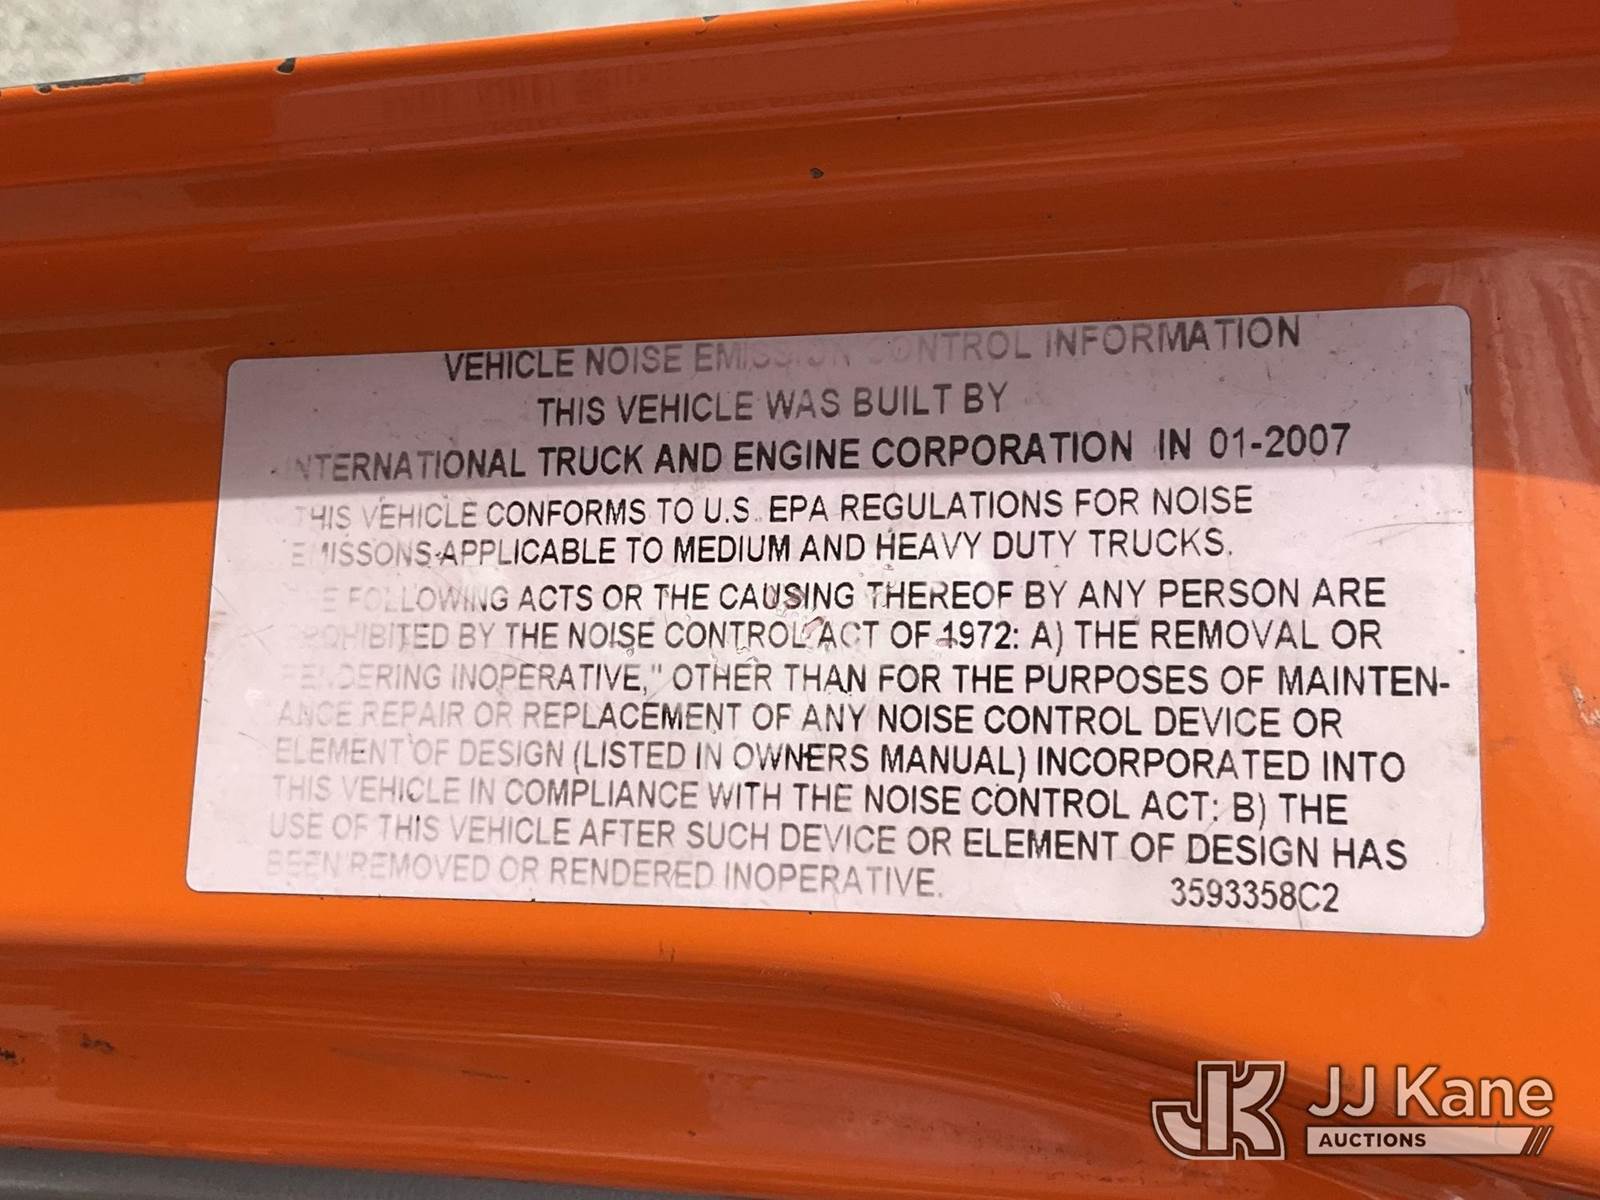 VEHICLE NOISE EMISSION CONTROL INFORMATION
THIS VEHICLE WAS BUILT BY
INTERNATIONAL TRUCK AND ENGINE CORPORATION IN 01-2007
THIS VEHICLE CONFORMS TO U.S. EPA REGULATIONS FOR NOISE
EMISSONS APPLICABLE TO MEDIUM AND HEAVY DUTY TRUCKS.
THE FOLLOWING ACTS OR THE CAUSING THEREOF BY ANY PERSON ARE
PROHIBITED BY THE NOISE CONTROL ACT OF 1972: A) THE REMOVAL OR
RENDERING INOPERATIVE," OTHER THAN FOR THE PURPOSES OF MAINTEN-
ANCE REPAIR OR REPLACEMENT OF ANY NOISE CONTROL DEVICE OR
ELEMENT OF DESIGN (LISTED IN OWNERS MANUAL) INCORPORATED INTO
THIS VEHICLE IN COMPLIANCE WITH THE NOISE CONTROL ACT: B) THE
USE OF THIS VEHICLE AFTER SUCH DEVICE OR ELEMENT OF DESIGN HAS
BEEN REMOVED OR RENDERED INOPERATIVE.
3593358C2
JK JJ Kane
AUCTIONS